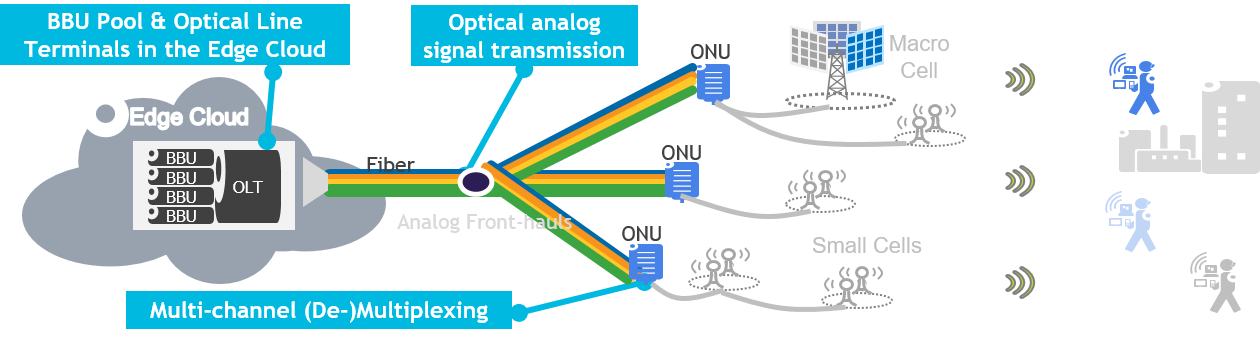 BBU Pool & Optical Line
Terminals in the Edge Cloud
Optical analog
signal transmission
ONU
Macro
Cell
Edge Cloud
BBU
BBU
BBU
BBU
OLT
Fiber
ONU
Analog Front-hauls
ONU
Small Cells
Multi-channel (De-)Multiplexing